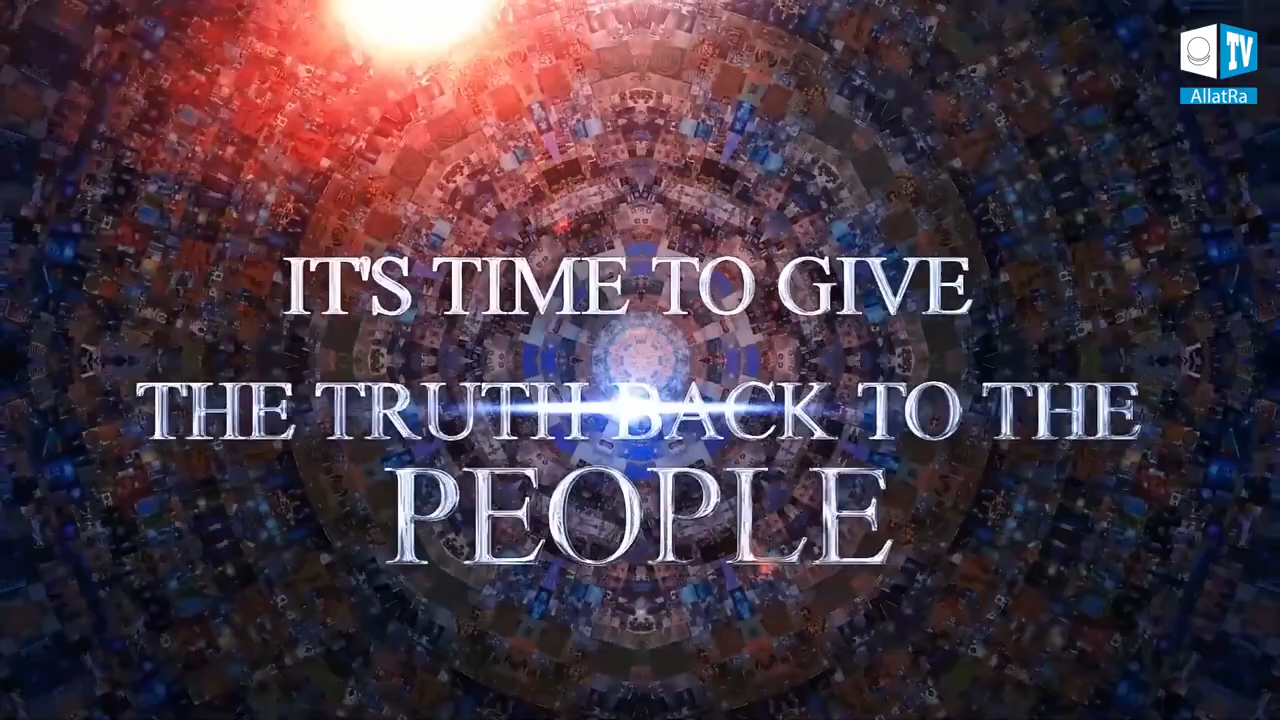 TV
AllatRa
IT'S TIME TO GIVE
THE TRUTH BACK TO THE
PEOPLE